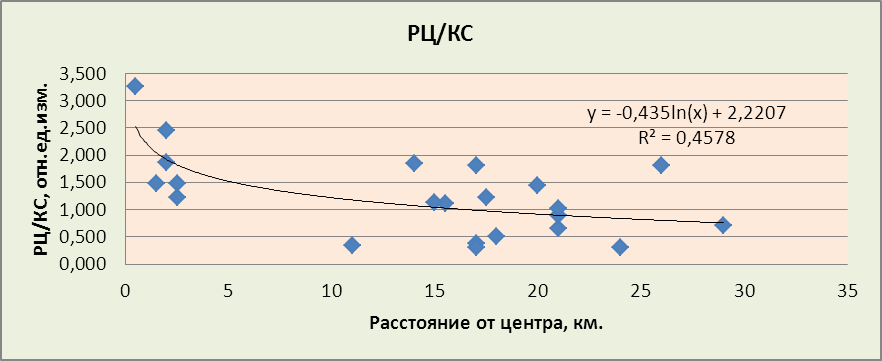 РЦ/КС
РЦ/КС, отн.ед.изм.
3,500
3,000
2,500
2,000
1,500
1,000
0,500
0,000
y = -0,435ln(x) + 2,2207
R² = 0,4578
0 5 10 15 20 25 30 35
Расстояние от центра, км.